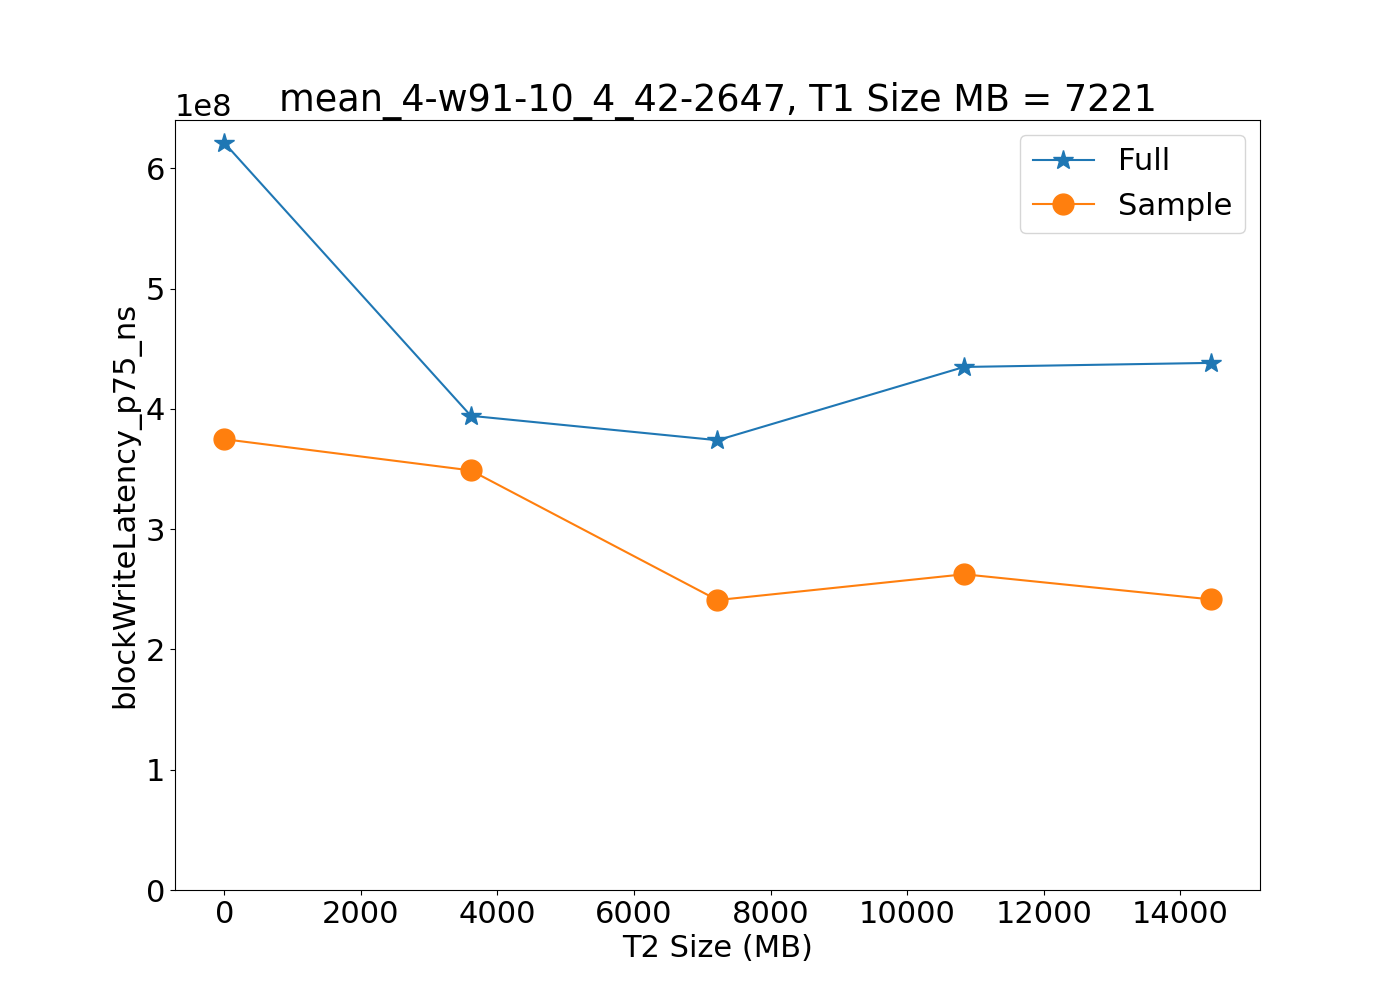 1e8
mean_4-w91-10_4_42-2647, T1 Size MB = 7221
Full
Sample
blockWriteLatency_p75_ns
6
5
4
3
2
1
0
0 2000 4000 6000 8000 10000 12000 14000
T2 Size (MB)